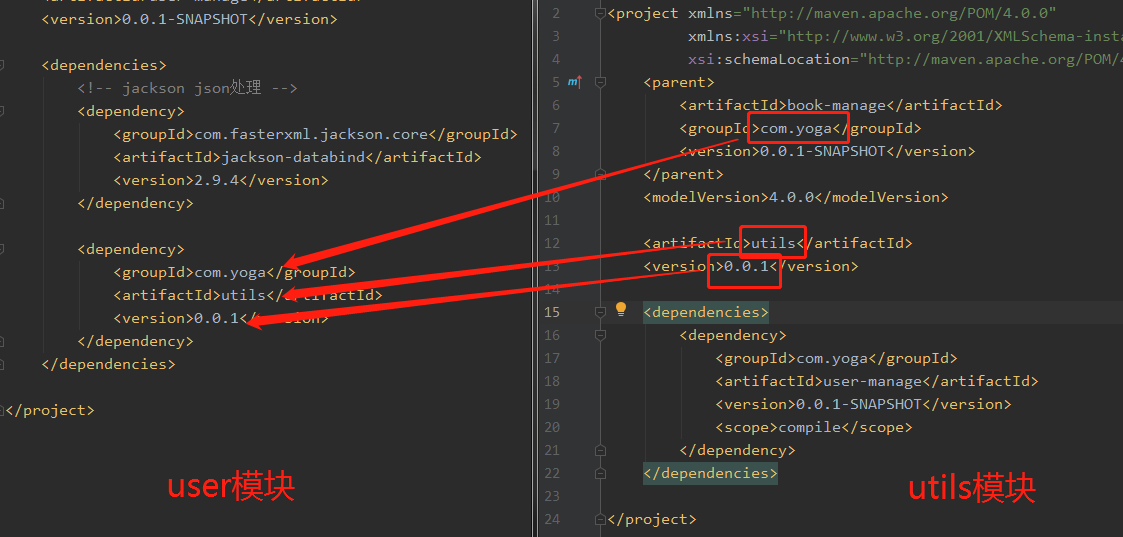 <version>0.0.1-SNAPSHOT</version>
<dependencies>
<!-- jackson json处理 -->
<dependency>
<groupId>com.fasterxml.jackson.core</groupId>
<artifactId>jackson-databind</artifactId>
<version>2.9.4</version>
</dependency>
<dependency>
<groupId>com.yoga</groupId>
<artifactId>utils</artifactId>
<version>0.0.1</version>
</dependency>
</dependencies>
</project>
user模块
2 <project xmlns="http://maven.apache.org/POM/4.0.0"
3 xmlns:xsi="http://www.w3.org/2001/XMLSchema-insta
4 xsi:schemaLocation="http://maven.apache.org/POM/4
5 m <parent>
6 <artifactId>book-manage</artifactId>
7 <groupId>com.yoga</groupId>
8 <version>0.0.1-SNAPSHOT</version>
9 </parent>
10 <modelVersion>4.0.0</modelVersion>
11
12 <artifactId>utils</artifactId>
13 <version>0.0.1</version>
14
15 <dependencies>
16 <dependency>
17 <groupId>com.yoga</groupId>
18 <artifactId>user-manage</artifactId>
19 <version>0.0.1-SNAPSHOT</version>
20 <scope>compile</scope>
21 </dependency>
22 </dependencies>
23
24 </project>
utils模块